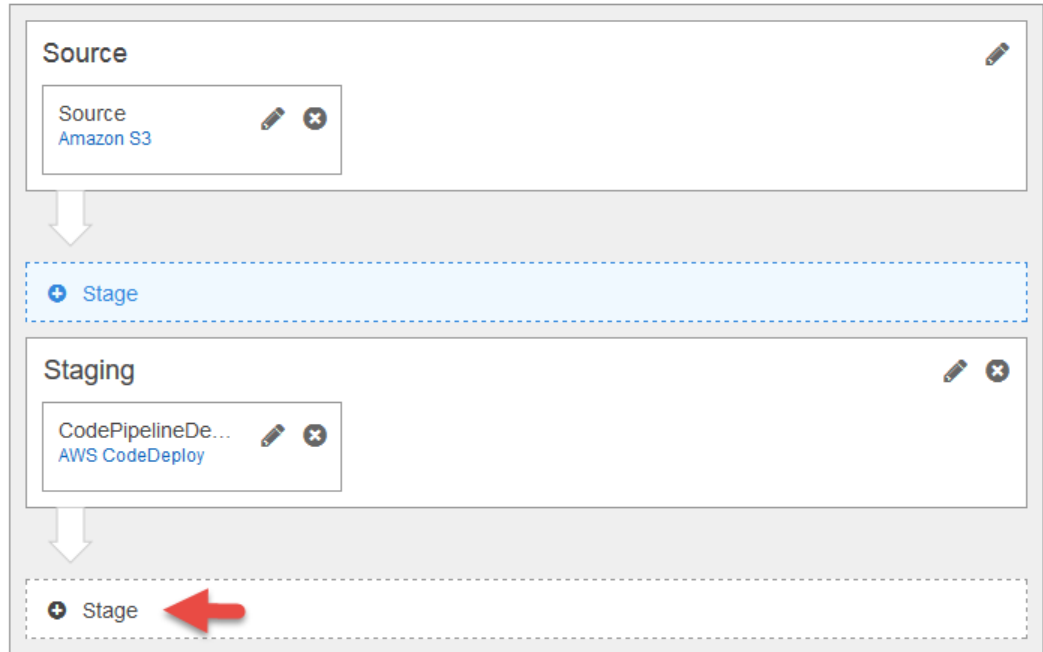 Source
Source
Amazon S3
Stage
Staging
CodePipelineDe...
AWS CodeDeploy
Stage